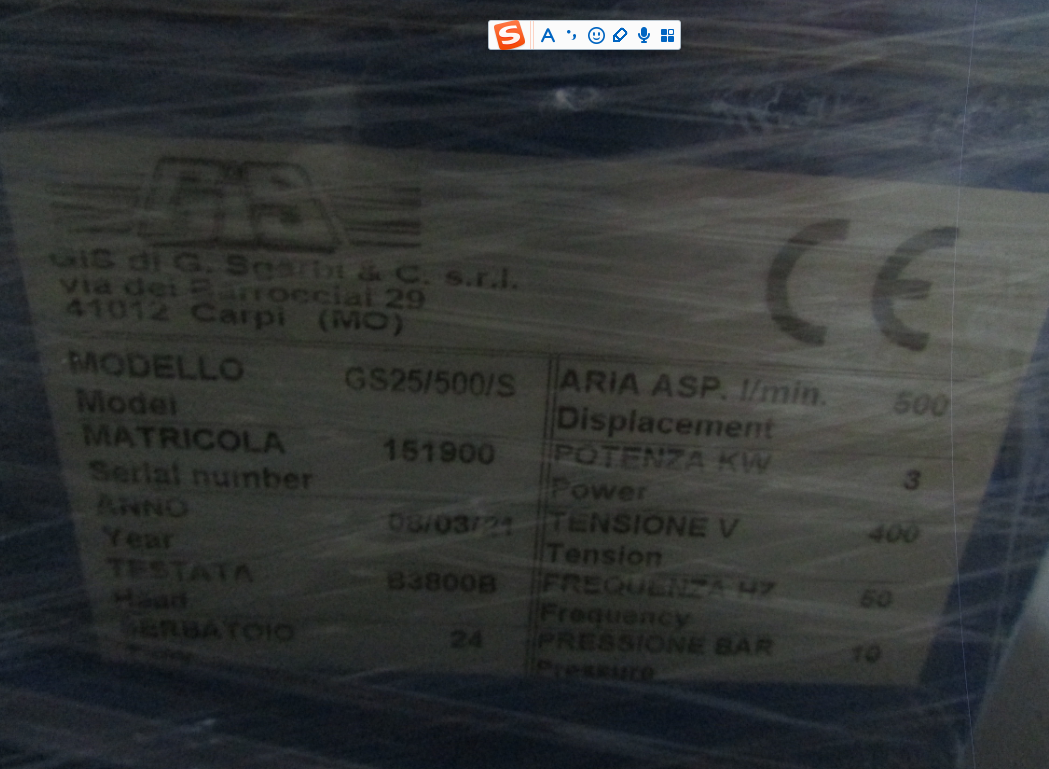 GiS
GiS di G. Sgarbi & C. s.r.l.
via dei Barrocciai 29
41012 Carpi (MO)
MODELLO GS25/500/S
Model
MATRICOLA 151900
Serial number
ANNO 08/03/21
Year
TESTATA B3800B
Head
SERBATOIO 24
ARIA ASP. l/min. 500
Displacement
POTENZA KW 3
Power
TENSIONE V 400
Tension
FREQUENZA HZ 50
Frequency
PRESSIONE BAR 10
Pressure